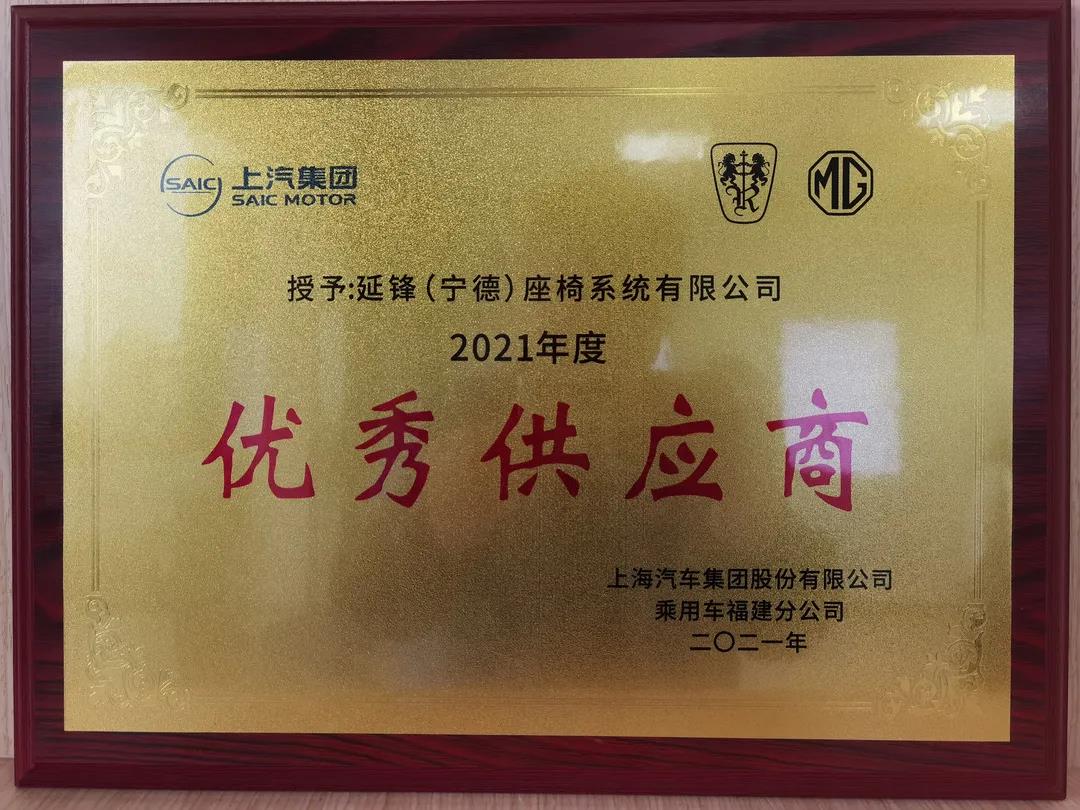 SAIC 上汽集团
SAIC MOTOR
R
MG
授予:延锋（宁德）座椅系统有限公司
2021年度
优秀供应商
上海汽车集团股份有限公司
乘用车福建分公司
二〇二一年